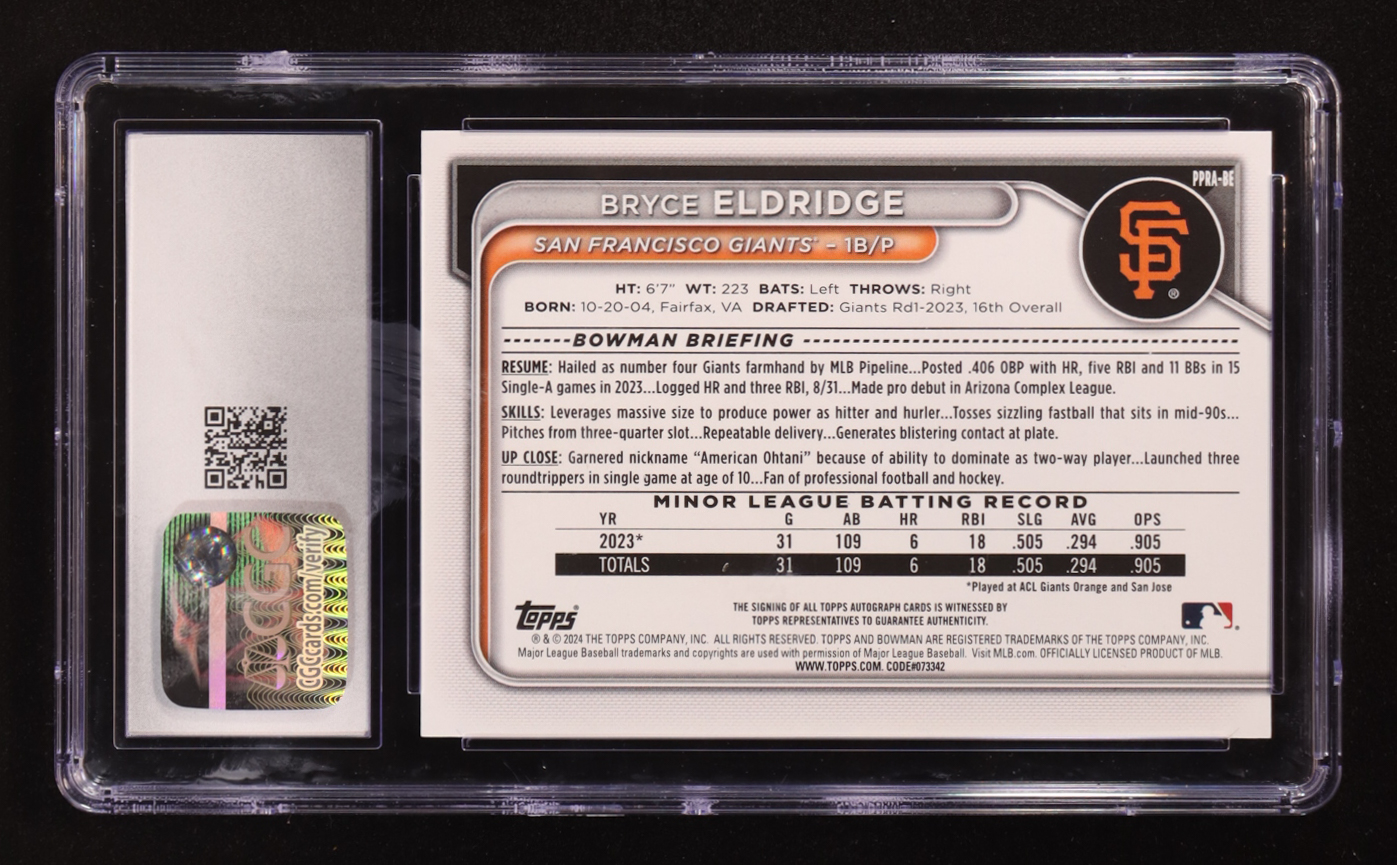 PPRA-BE
BRYCE ELDRIDGE
SAN FRANCISCO GIANTS – 1B/P
SF®
HT: 6'7" WT: 223 BATS: Left THROWS: Right
BORN: 10-20-04, Fairfax, VA DRAFTED: Giants Rd1-2023, 16th Overall
-------BOWMAN BRIEFING -------
RESUME: Hailed as number four Giants farmhand by MLB Pipeline...Posted .406 OBP with HR, five RBI and 11 BBs in 15
Single-A games in 2023...Logged HR and three RBI, 8/31...Made pro debut in Arizona Complex League.
SKILLS: Leverages massive size to produce power as hitter and hurler...Tosses sizzling fastball that sits in mid-90s...
Pitches from three-quarter slot...Repeatable delivery...Generates blistering contact at plate.
UP CLOSE: Garnered nickname “American Ohtani” because of ability to dominate as two-way player...Launched three
roundtrippers in single game at age of 10...Fan of professional football and hockey.
MINOR LEAGUE BATTING RECORD
YR G AB HR RBI SLG AVG OPS
2023* 31 109 6 18 .505 .294 .905
TOTALS 31 109 6 18 .505 .294 .905
*Played at ACL Giants Orange and San Jose
topps®
THE SIGNING OF ALL TOPPS AUTOGRAPH CARDS IS WITNESSED BY
TOPPS REPRESENTATIVES TO GUARANTEE AUTHENTICITY.
® & © 2024 THE TOPPS COMPANY, INC. ALL RIGHTS RESERVED. TOPPS AND BOWMAN ARE REGISTERED TRADEMARKS OF THE TOPPS COMPANY, INC.
Major League Baseball trademarks and copyrights are used with permission of Major League Baseball. Visit MLB.com. OFFICIALLY LICENSED PRODUCT OF MLB.
WWW.TOPPS.COM. CODE#073342
CGC
CGCcards.com/verify